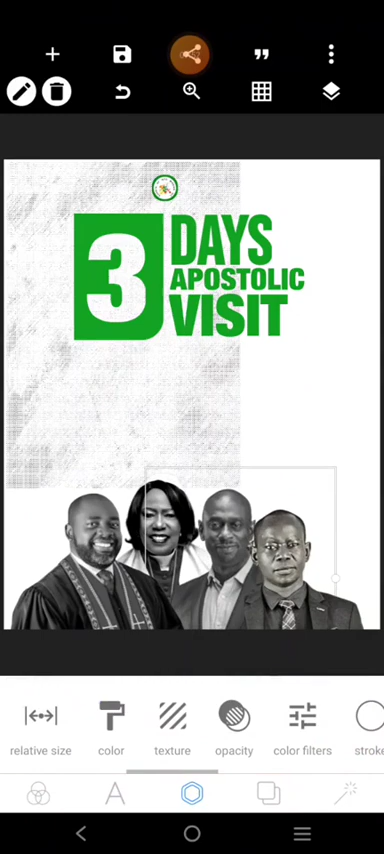 3
DAYS
APOSTOLIC
VISIT
relative size
color
texture
opacity
color filters
stroke